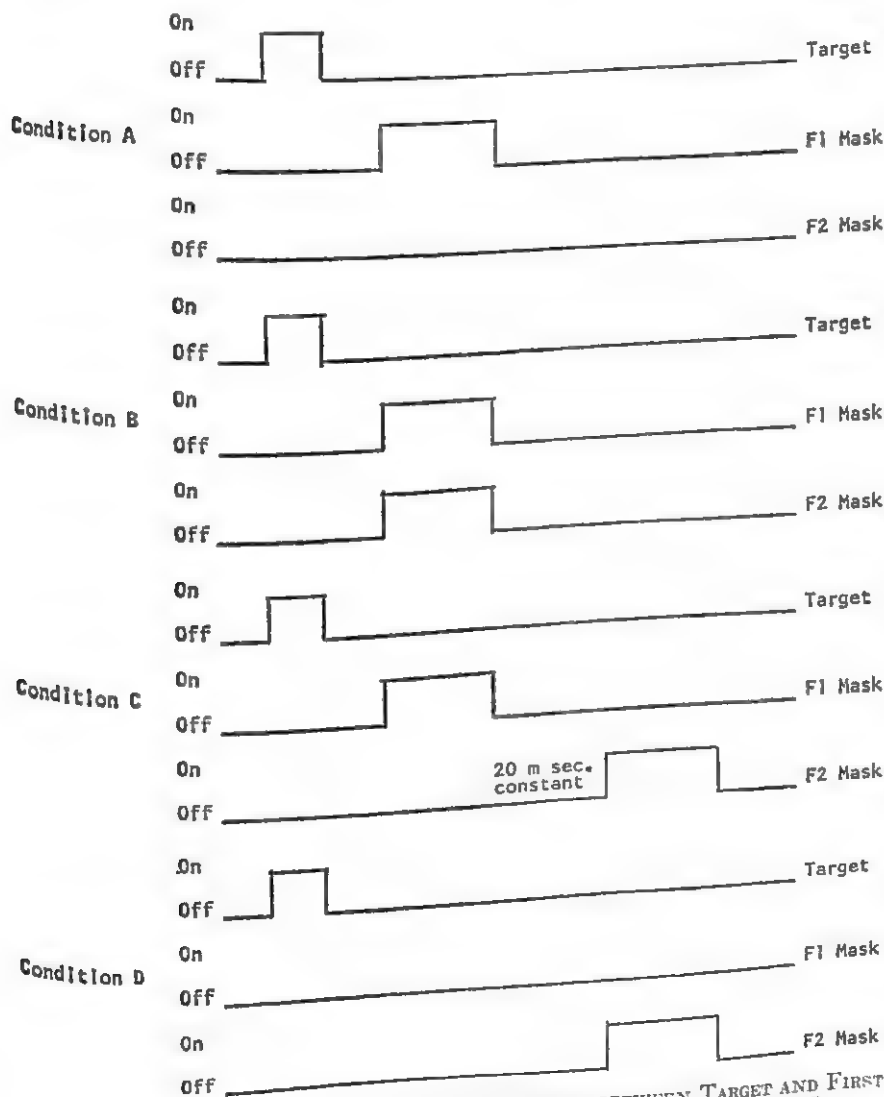 On
Off
Target
Condition A
On
Off
F1 Mask
On
Off
F2 Mask
On
Off
Target
Condition B
On
Off
F1 Mask
On
Off
F2 Mask
On
Off
Target
Condition C
On
Off
F1 Mask
On
20 m sec.
constant
Off
F2 Mask
On
Off
Target
Condition D
On
Off
F1 Mask
On
Off
F2 Mask
TARGET AND FIRST